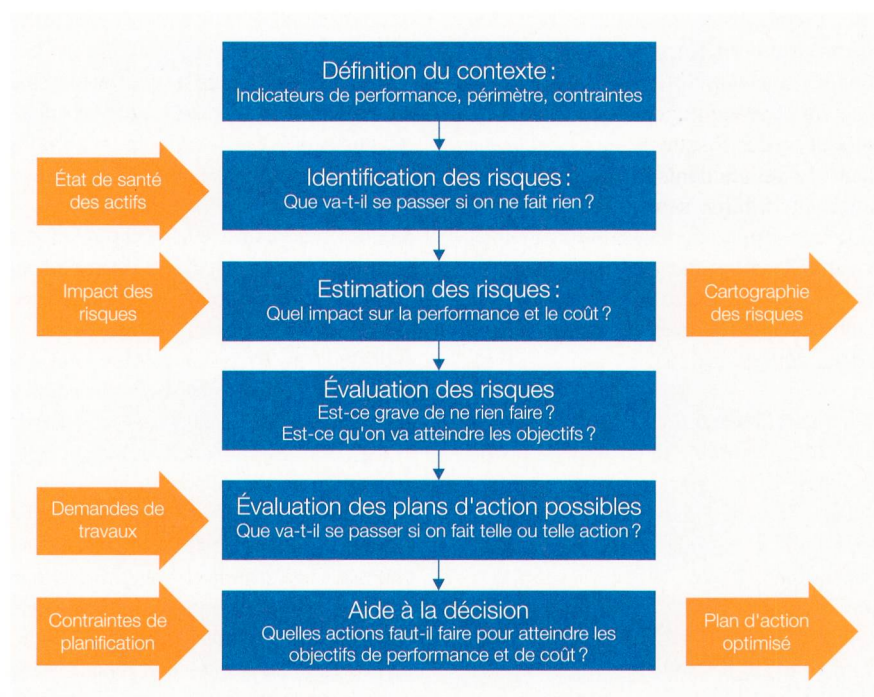 Définition du contexte :
Indicateurs de performance, périmètre, contraintes
État de santé
des actifs
Identification des risques :
Que va-t-il se passer si on ne fait rien ?
Impact des
risques
Estimation des risques :
Quel impact sur la performance et le coût ?
Cartographie
des risques
Évaluation des risques
Est-ce grave de ne rien faire ?
Est-ce qu'on va atteindre les objectifs ?
Demandes de
travaux
Évaluation des plans d'action possibles
Que va-t-il se passer si on fait telle ou telle action ?
Contraintes de
planification
Aide à la décision
Quelles actions faut-il faire pour atteindre les
objectifs de performance et de coût ?
Plan d'action
optimisé